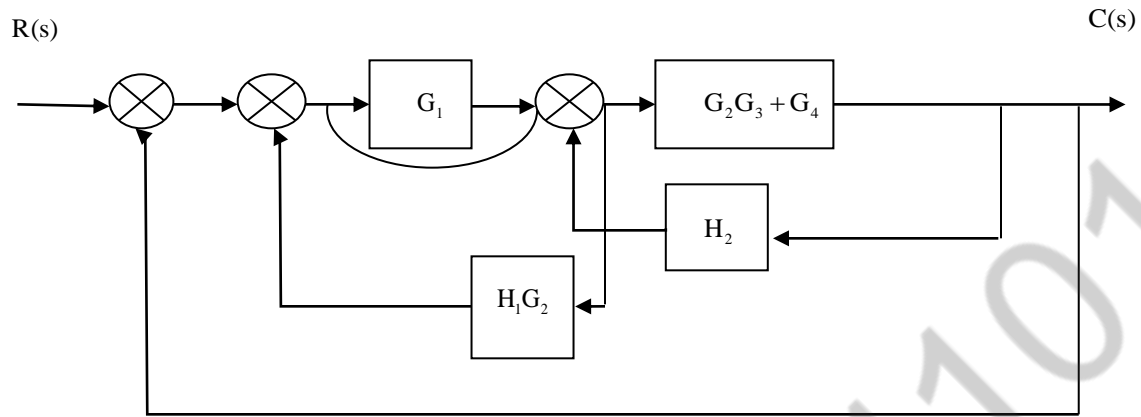 R(s)
C(s)
G₁
G₂G₃ + G₄
H₂
H₁G₂